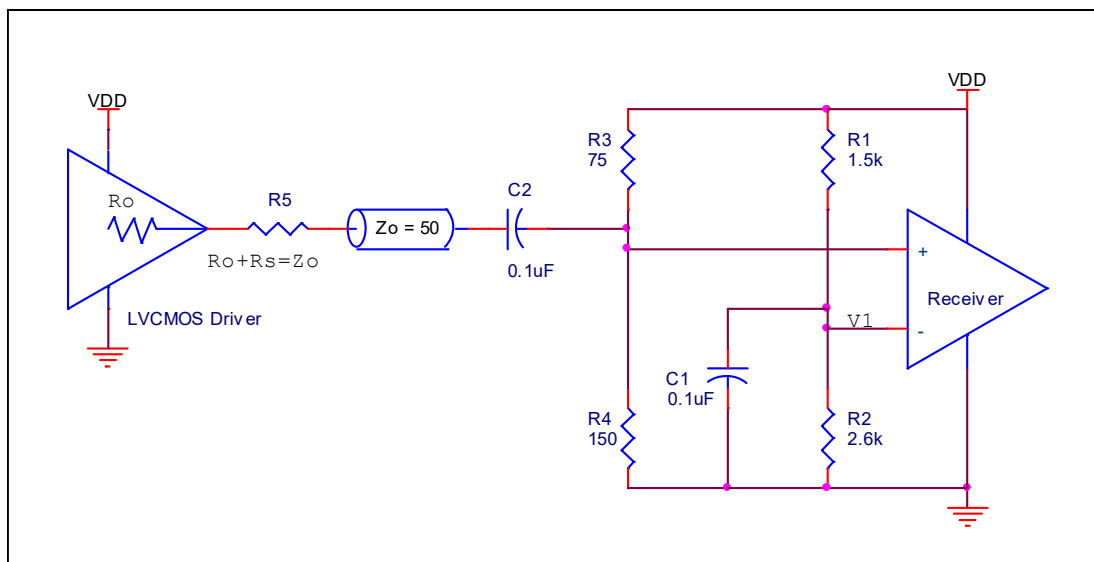 VDD
Ro
R5
Ro+Rs=Zo
LVCMOS Driver
Zo = 50
C2
0.1uF
VDD
R3
75
R1
1.5k
+
Receiver
V1
-
C1
0.1uF
R4
150
R2
2.6k